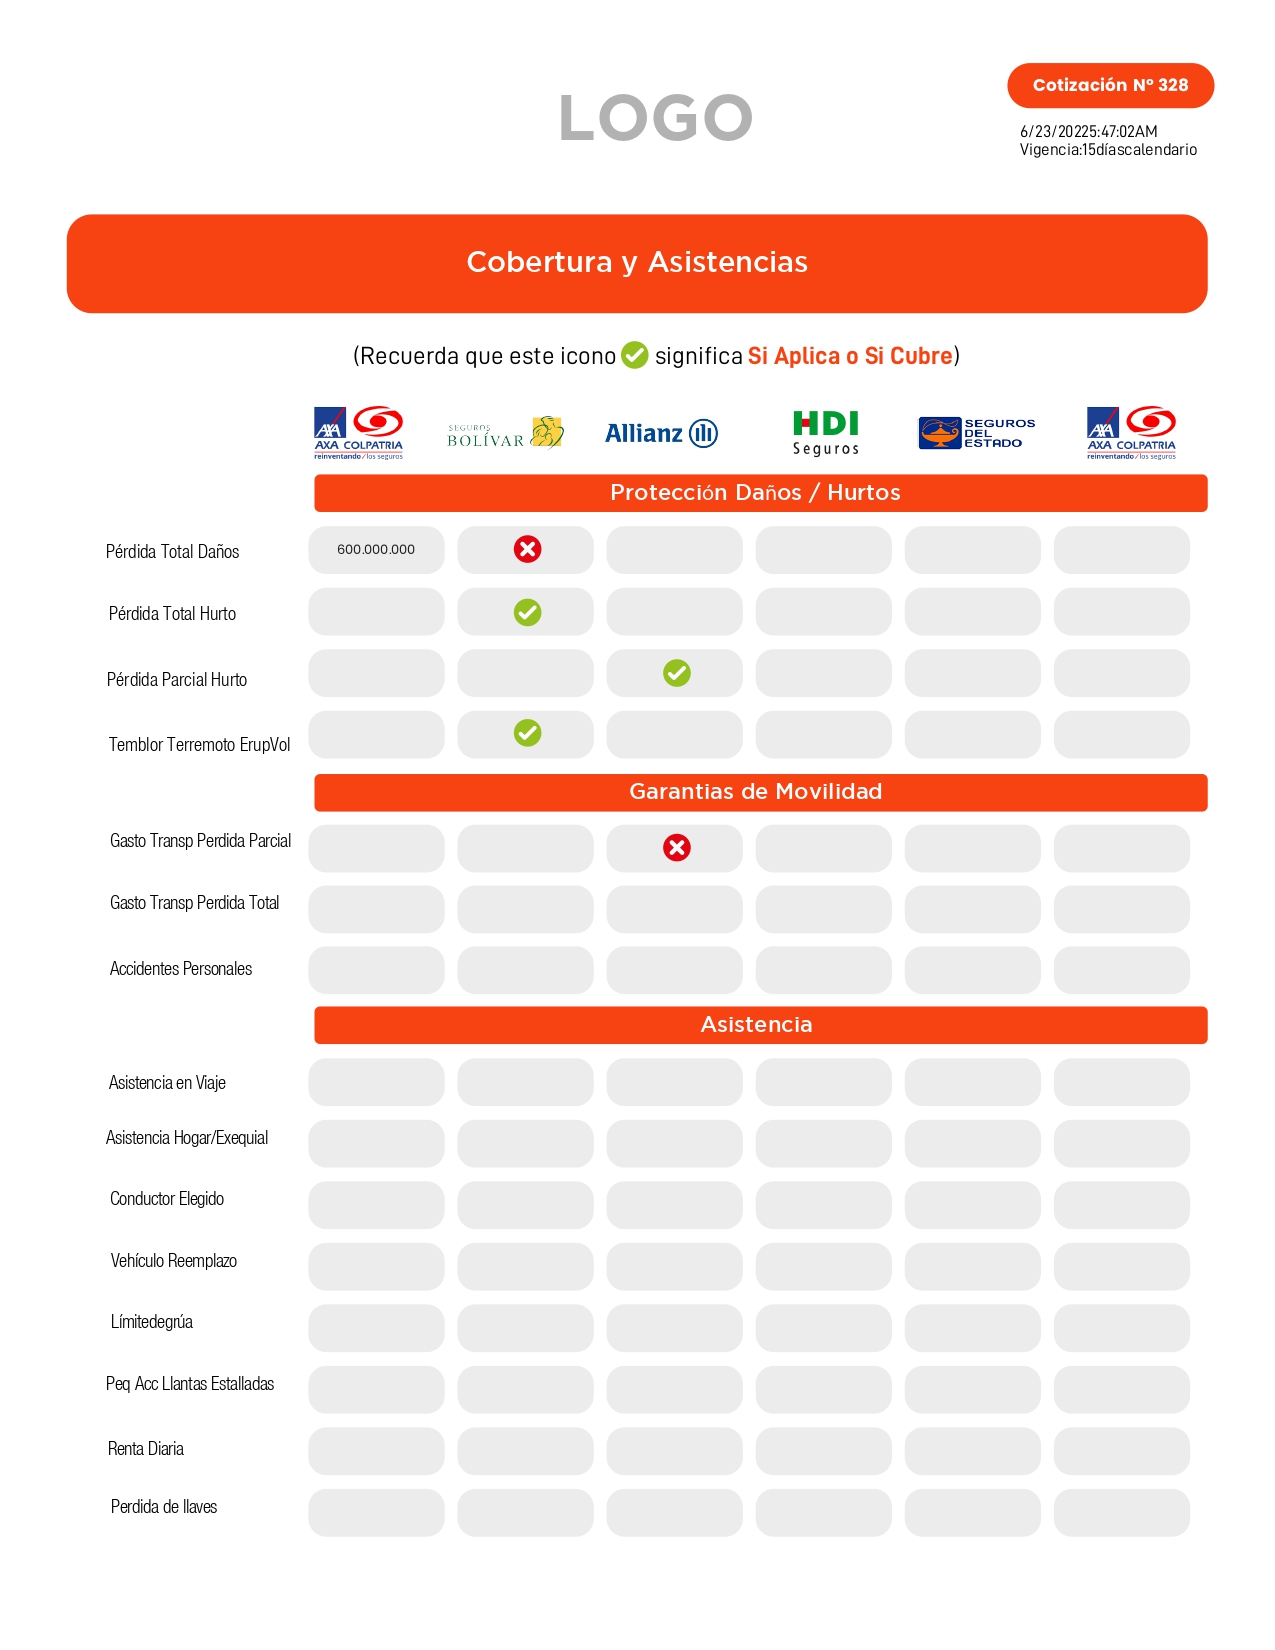 LOGO
Cotización Nº 328
6/23/20225:47:02AM
Vigencia:15díascalendario
Cobertura y Asistencias
(Recuerda que este icono significa Si Aplica o Si Cubre)
AXA COLPATRIA
reinventando / los seguros
SEGUROS
BOLÍVAR
Allianz
HDI
Seguros
SEGUROS
DEL
ESTADO
AXA COLPATRIA
reinventando / los seguros
Protección Daños / Hurtos
Pérdida Total Daños
600.000.000
Pérdida Total Hurto
Pérdida Parcial Hurto
Temblor Terremoto ErupVol
Garantias de Movilidad
Gasto Transp Perdida Parcial
Gasto Transp Perdida Total
Accidentes Personales
Asistencia
Asistencia en Viaje
Asistencia Hogar/Exequial
Conductor Elegido
Vehículo Reemplazo
Límitedegrúa
Peq Acc Llantas Estalladas
Renta Diaria
Perdida de llaves